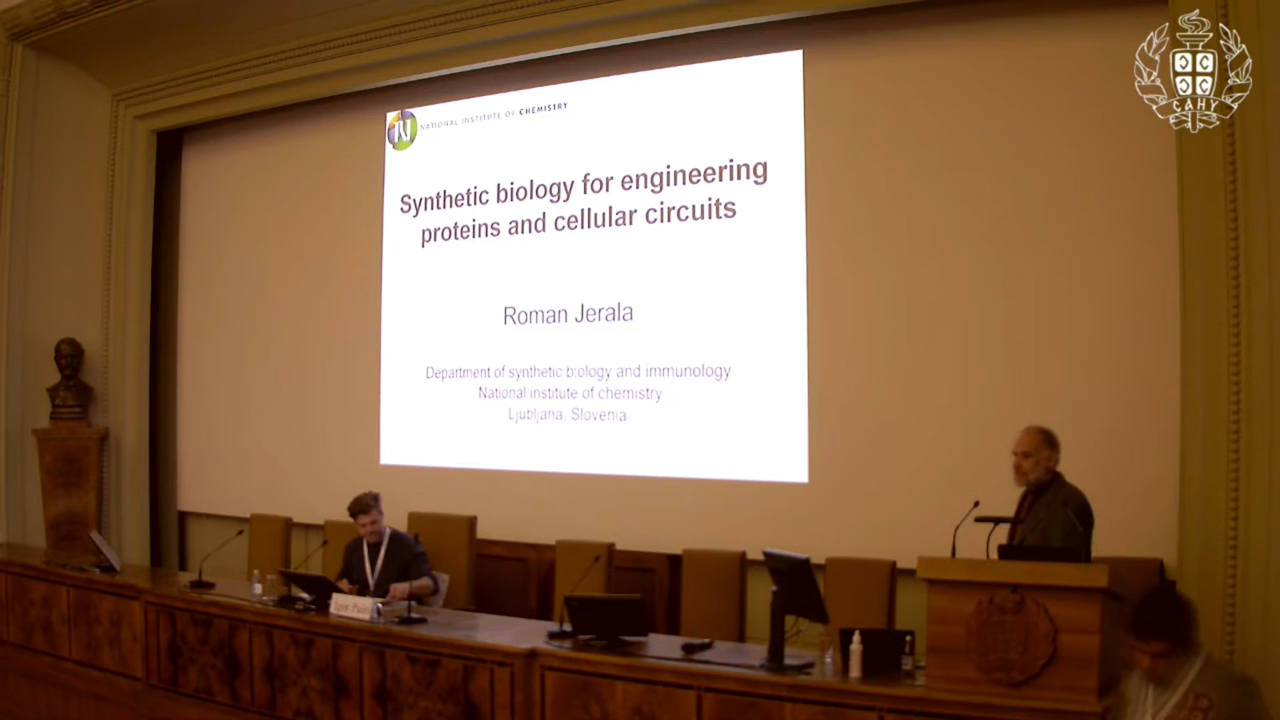 NATIONAL INSTITUTE OF CHEMISTRY
Synthetic biology for engineering
proteins and cellular circuits
Roman Jerala
Department of synthetic biology and immunology
National institute of chemistry
Ljubljana, Slovenia
САНУ
Igor